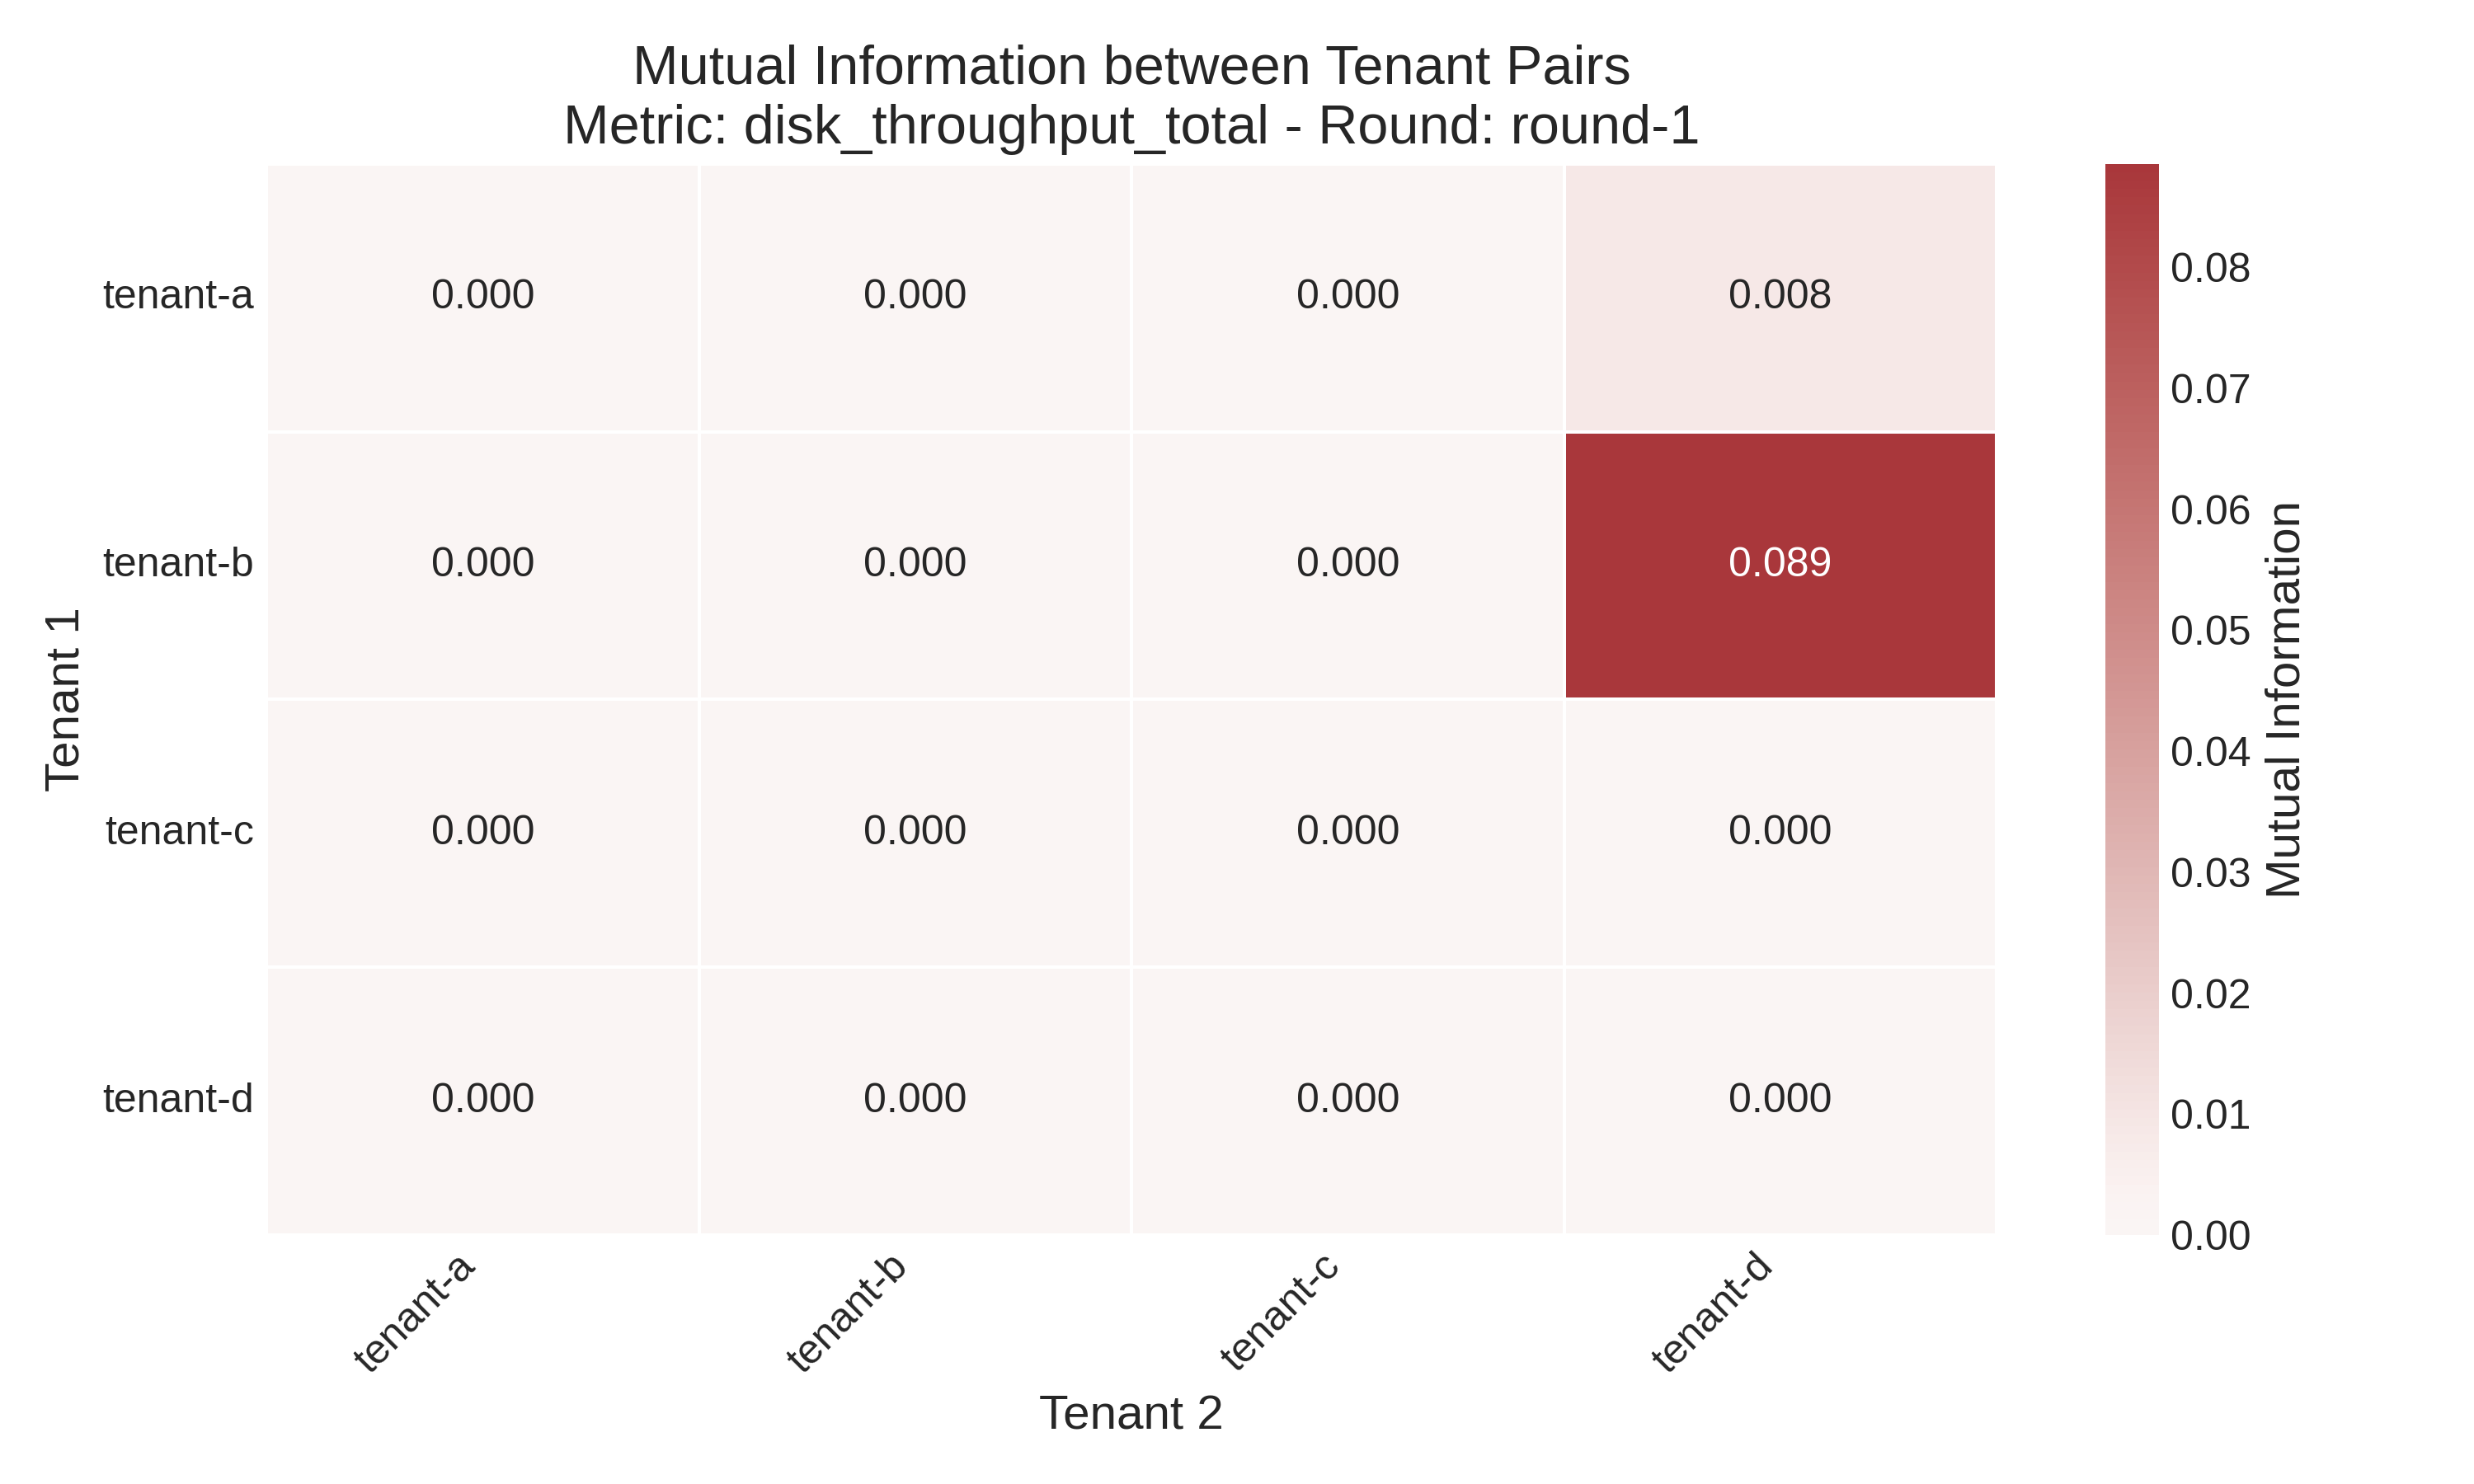 Mutual Information between Tenant Pairs
Metric: disk_throughput_total - Round: round-1
Tenant 1
tenant-a 0.000 0.000 0.000 0.008
tenant-b 0.000 0.000 0.000 0.089
tenant-c 0.000 0.000 0.000 0.000
tenant-d 0.000 0.000 0.000 0.000
tenant-a tenant-b tenant-c tenant-d
Tenant 2
0.08
0.07
0.06
0.05
0.04
0.03
0.02
0.01
0.00
Mutual Information